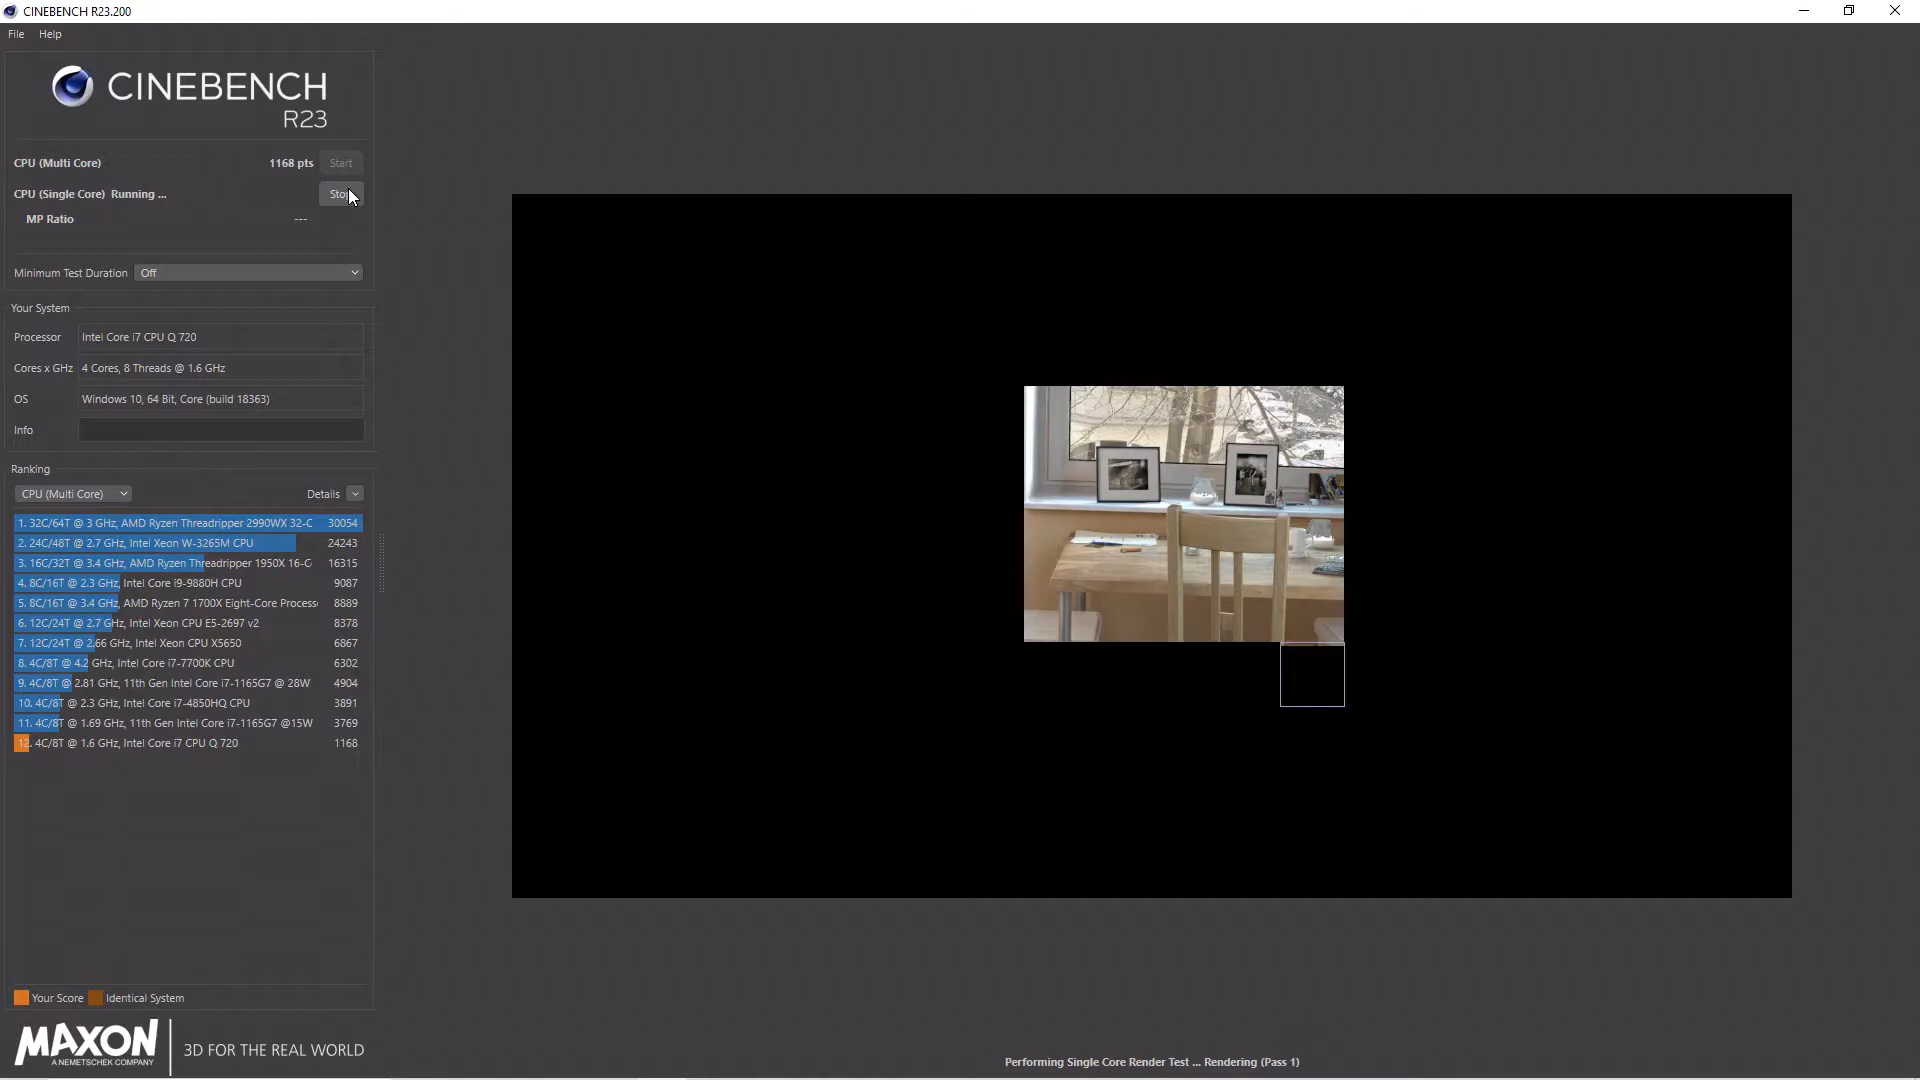 CINEBENCH R23.200
File Help
CINEBENCH
R23
CPU (Multi Core) 1168 pts Start
CPU (Single Core) Running ...
MP Ratio ---
Minimum Test Duration Off
Your System
Processor Intel Core i7 CPU Q 720
Cores x GHz 4 Cores, 8 Threads @ 1.6 GHz
OS Windows 10, 64 Bit, Core (build 18363)
Info
Ranking
CPU (Multi Core) Details
1. 32C/64T @ 3 GHz, AMD Ryzen Threadripper 2990WX 32-C 30054
2. 24C/48T @ 2.7 GHz, Intel Xeon W-3265M CPU 24243
3. 16C/32T @ 3.4 GHz, AMD Ryzen Threadripper 1950X 16-C 16315
4. 8C/16T @ 2.3 GHz, Intel Core i9-9880H CPU 9087
5. 8C/16T @ 3.4 GHz, AMD Ryzen 7 1700X Eight-Core Process 8889
6. 12C/24T @ 2.7 GHz, Intel Xeon CPU E5-2697 v2 8378
7. 12C/24T @ 2.66 GHz, Intel Xeon CPU X5650 6867
8. 4C/8T @ 4.2 GHz, Intel Core i7-7700K CPU 6302
9. 4C/8T @ 2.81 GHz, 11th Gen Intel Core i7-1165G7 @ 28W 4904
10. 4C/8T @ 2.3 GHz, Intel Core i7-4850HQ CPU 3891
11. 4C/8T @ 1.69 GHz, 11th Gen Intel Core i7-1165G7 @15W 3769
12. 4C/8T @ 1.6 GHz, Intel Core i7 CPU Q 720 1168
Your Score Identical System
MAXON
A NEMETSCHEK COMPANY
3D FOR THE REAL WORLD
Performing Single Core Render Test ... Rendering (Pass 1)